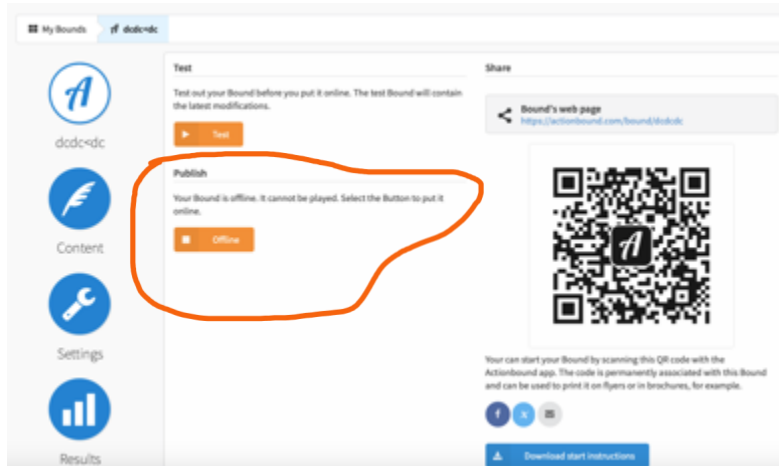 My Bounds
dcdc<dc
dcdc<dc
Content
Settings
Results
Test
Test out your Bound before you put it online. The test Bound will contain
the latest modifications.
Test
Publish
Your Bound is offline. It cannot be played. Select the Button to put it
online.
Offline
Share
Bound's web page
https://actionbound.com/bound/dcdcdc
Your can start your Bound by scanning this QR code with the
Actionbound app. The code is permanently associated with this Bound
and can be used to print it on flyers or in brochures, for example.
Download start instructions